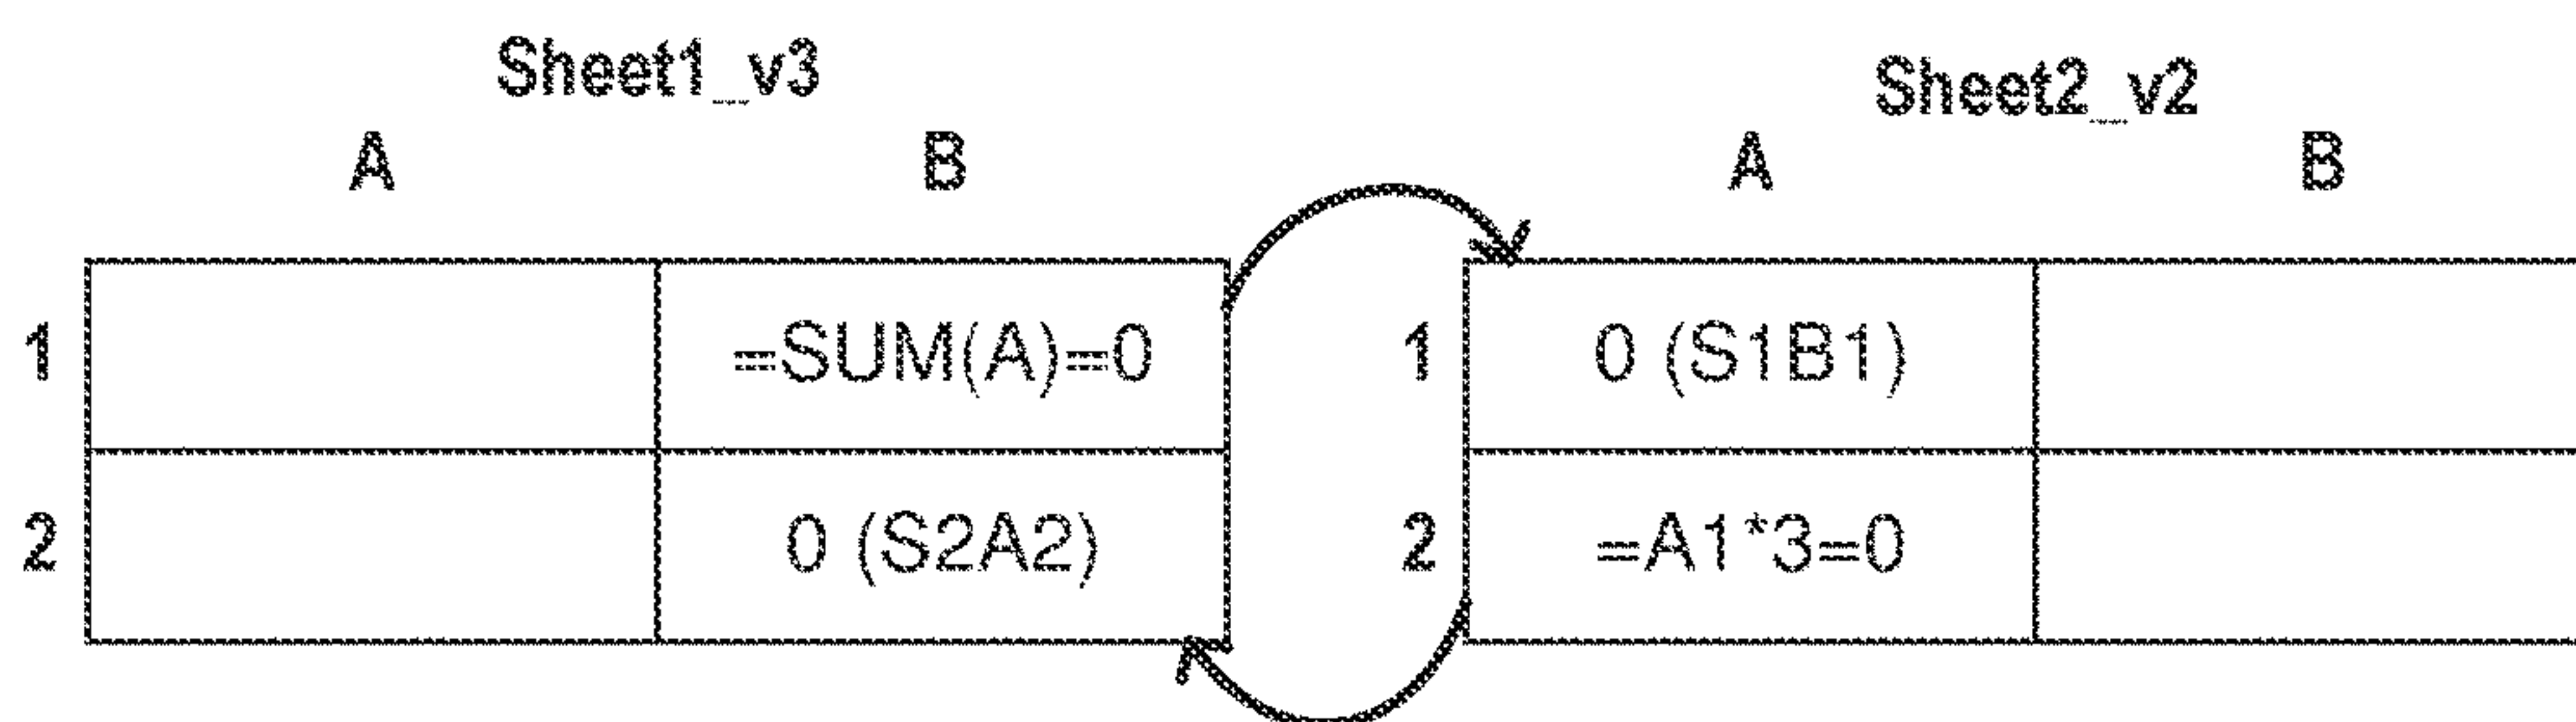 Sheet1_v3 Sheet2_v2
A B A B
1 =SUM(A)=0 1 0 (S1B1)
2 0 (S2A2) 2 =A1*3=0